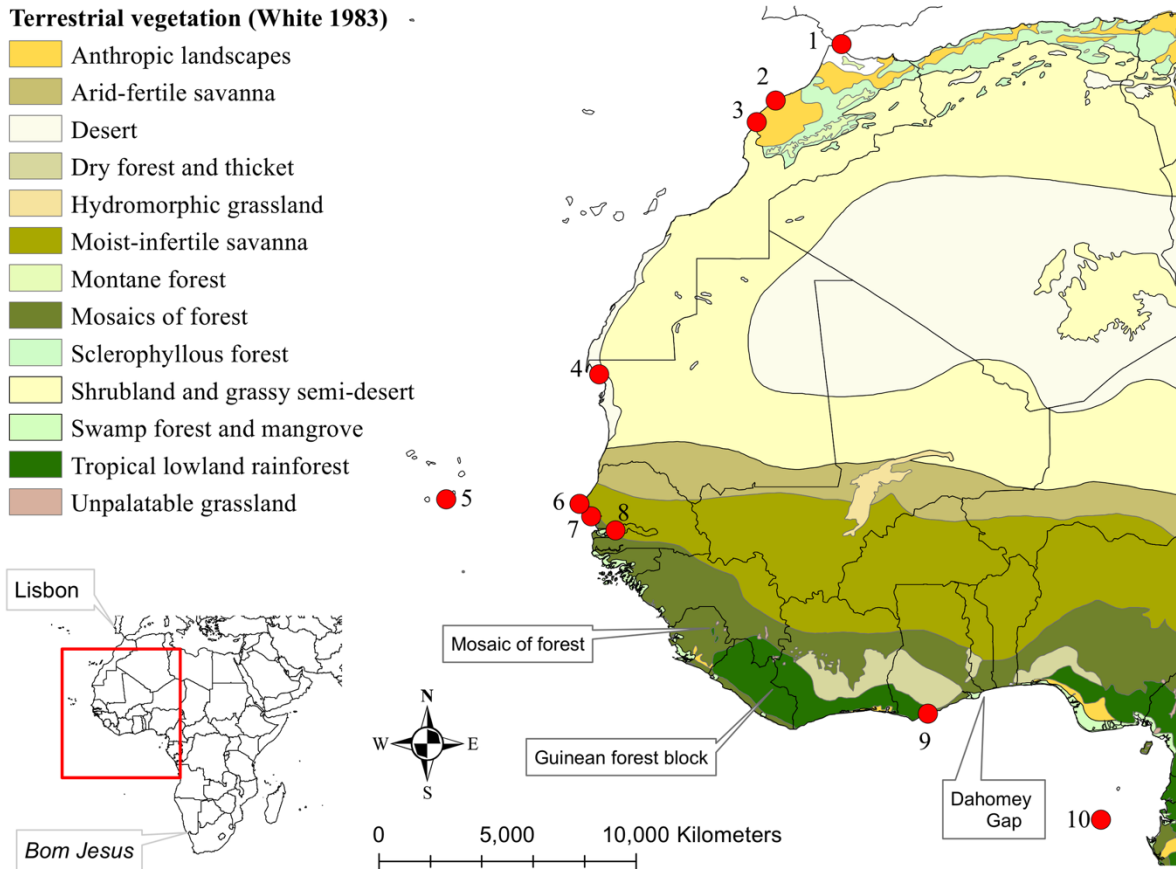 Terrestrial vegetation (White 1983)
Anthropic landscapes
Arid-fertile savanna
Desert
Dry forest and thicket
Hydromorphic grassland
Moist-infertile savanna
Montane forest
Mosaics of forest
Sclerophyllous forest
Shrubland and grassy semi-desert
Swamp forest and mangrove
Tropical lowland rainforest
Unpalatable grassland
1
2
3
4
5
6
7
8
Lisbon
Mosaic of forest
N
W E
S
Guinean forest block
9
Dahomey
Gap
10
Bom Jesus
0 5,000 10,000 Kilometers